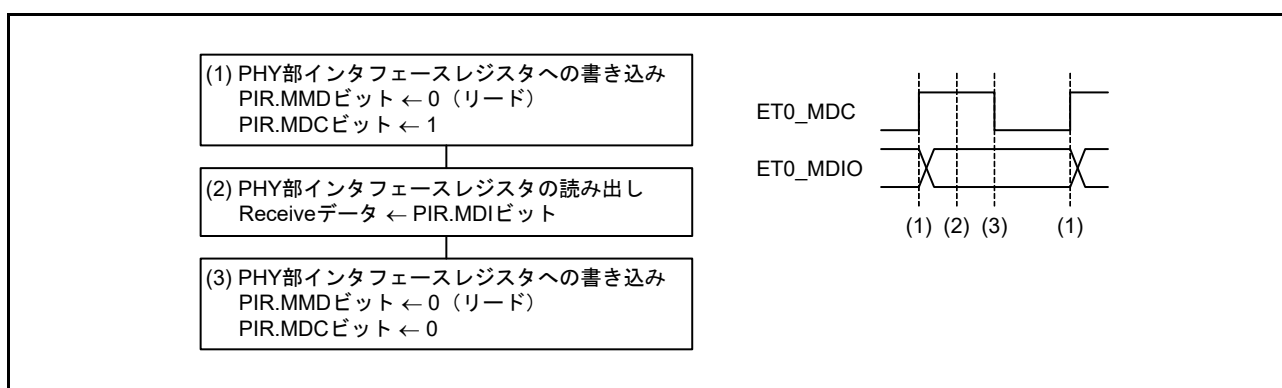 (1) PHY部インタフェースレジスタへの書き込み
PIR.MMDビット ← 0（リード）
PIR.MDCビット ← 1
(2) PHY部インタフェースレジスタの読み出し
Receiveデータ ← PIR.MDIビット
(3) PHY部インタフェースレジスタへの書き込み
PIR.MMDビット ← 0（リード）
PIR.MDCビット ← 0
ET0_MDC
ET0_MDIO
(1) (2) (3) (1)